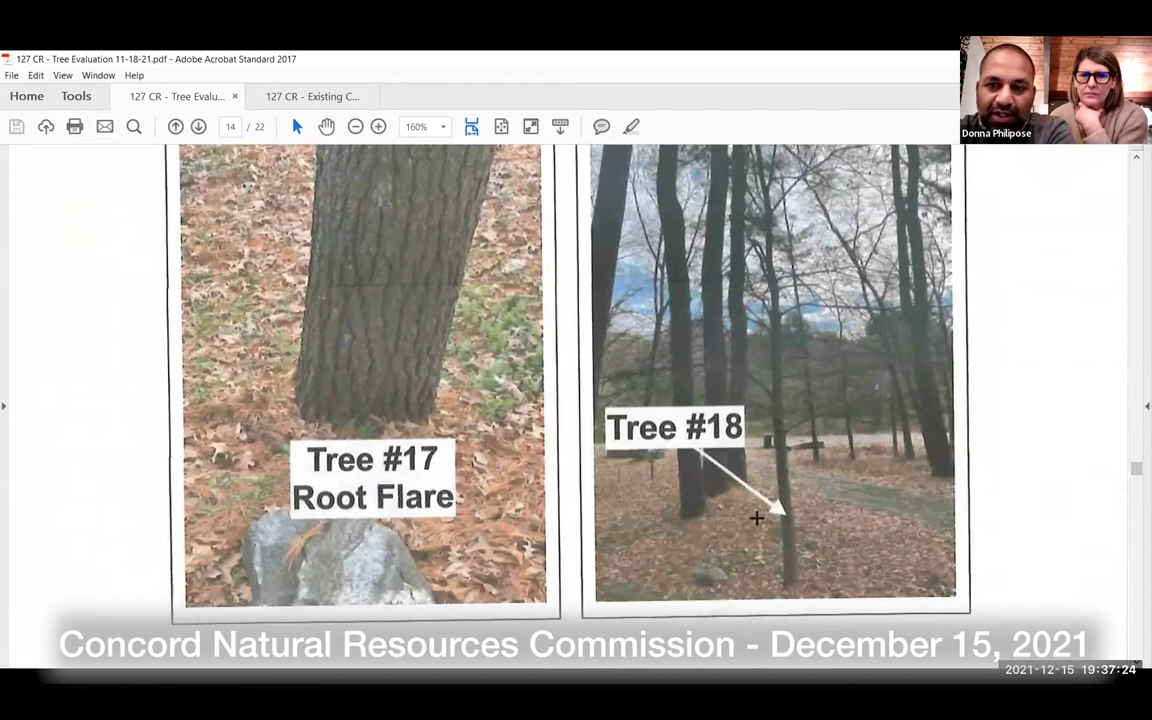 127 CR - Tree Evaluation 11-18-21.pdf - Adobe Acrobat Standard 2017
File Edit View Window Help
Home Tools 127 CR - Tree Evalu... × 127 CR - Existing C...
14 / 22 160%
Donna Philipose
Tree #18
Tree #17
Root Flare
Concord Natural Resources Commission - December 15, 2021
2021-12-15 19:37:24